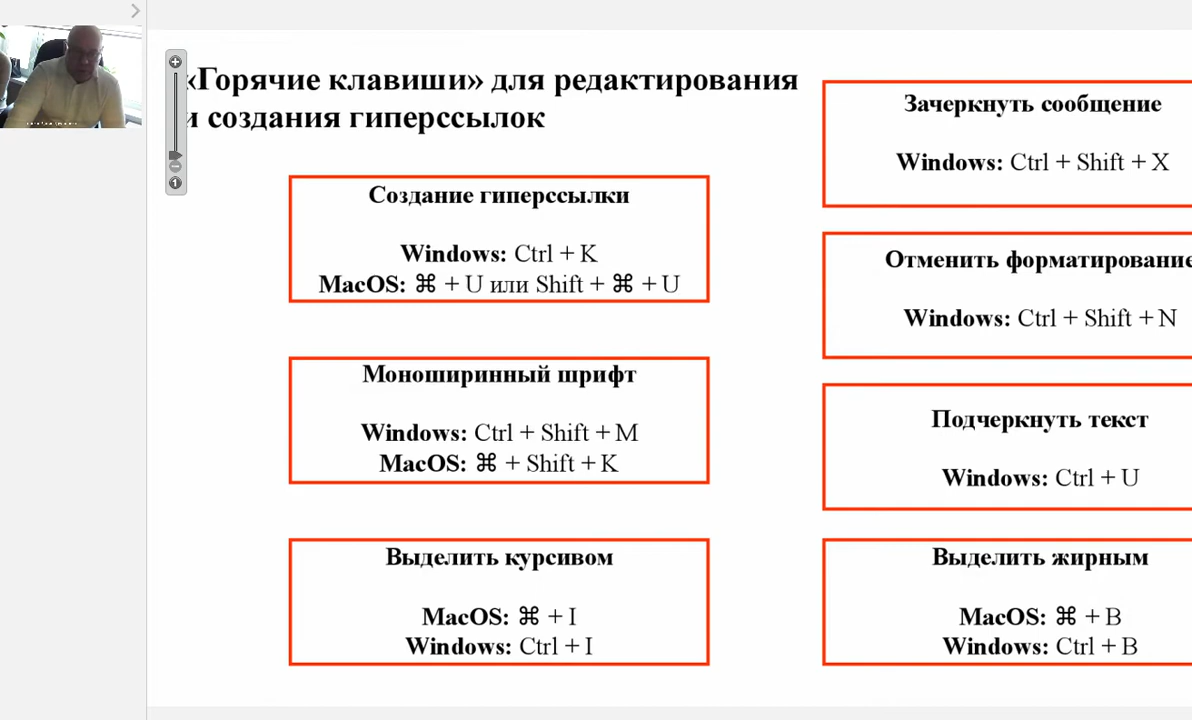 «Горячие клавиши» для редактирования
и создания гиперссылок
Создание гиперссылки
Windows: Ctrl + K
MacOS: ⌘ + U или Shift + ⌘ + U
Моноширинный шрифт
Windows: Ctrl + Shift + M
MacOS: ⌘ + Shift + K
Выделить курсивом
MacOS: ⌘ + I
Windows: Ctrl + I
Зачеркнуть сообщение
Windows: Ctrl + Shift + X
Отменить форматирование
Windows: Ctrl + Shift + N
Подчеркнуть текст
Windows: Ctrl + U
Выделить жирным
MacOS: ⌘ + B
Windows: Ctrl + B